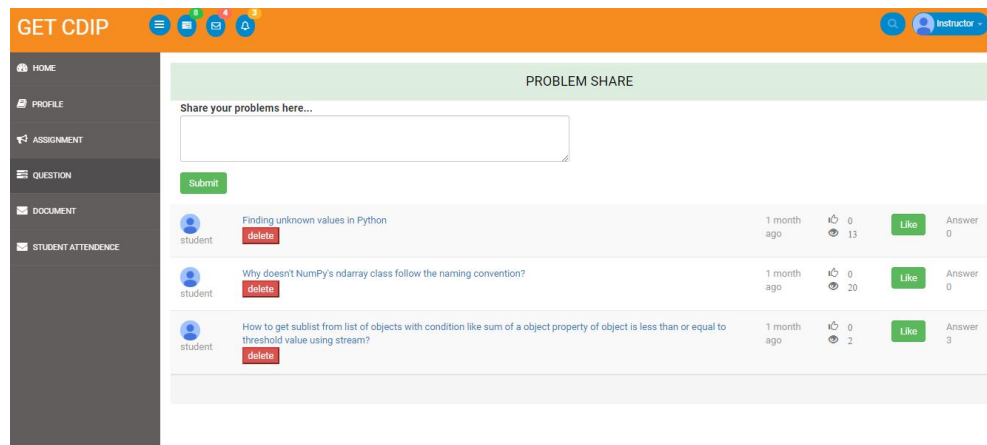 GET CDIP
8
4
3
Instructor
HOME
PROFILE
ASSIGNMENT
QUESTION
DOCUMENT
STUDENT ATTENDENCE
PROBLEM SHARE
Share your problems here...
Submit
student
Finding unknown values in Python
delete
1 month
ago
0
13
Like
Answer
0
student
Why doesn't NumPy's ndarray class follow the naming convention?
delete
1 month
ago
0
20
Like
Answer
0
student
How to get sublist from list of objects with condition like sum of a object property of object is less than or equal to
threshold value using stream?
delete
1 month
ago
0
2
Like
Answer
3